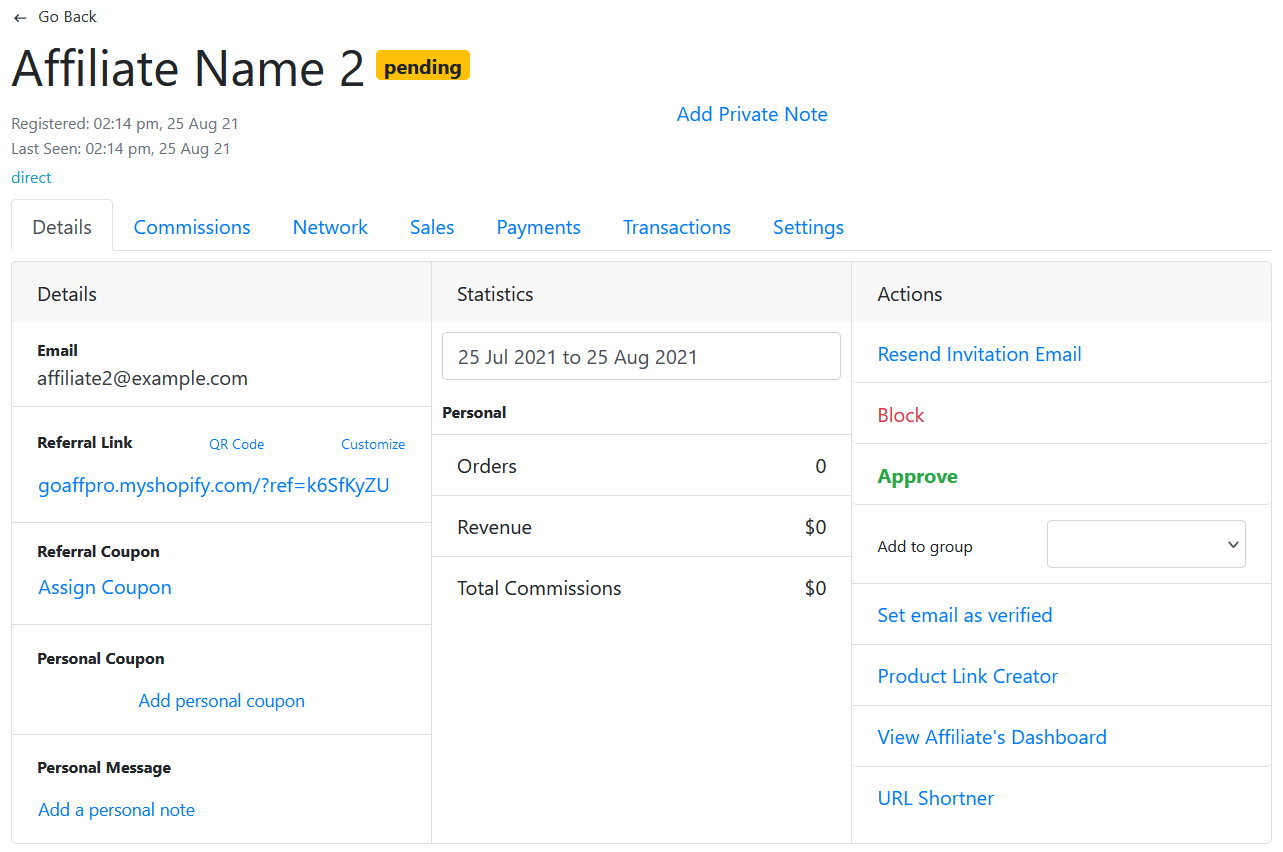 ← Go Back
Affiliate Name 2 pending
Add Private Note
Registered: 02:14 pm, 25 Aug 21
Last Seen: 02:14 pm, 25 Aug 21
direct
Details Commissions Network Sales Payments Transactions Settings
Details
Email
affiliate2@example.com
Referral Link QR Code Customize
goaffpro.myshopify.com/?ref=k6SfKyZU
Referral Coupon
Assign Coupon
Personal Coupon
Add personal coupon
Personal Message
Add a personal note
Statistics
25 Jul 2021 to 25 Aug 2021
Personal
Orders 0
Revenue $0
Total Commissions $0
Actions
Resend Invitation Email
Block
Approve
Add to group
Set email as verified
Product Link Creator
View Affiliate's Dashboard
URL Shortner